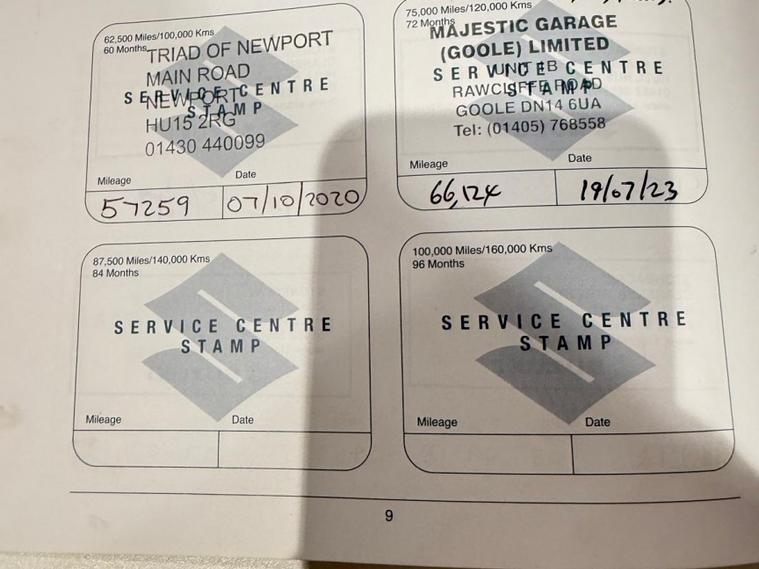 62,500 Miles/100,000 Kms
60 Months
TRIAD OF NEWPORT
MAIN ROAD
NEWPORT
HU15 2RG
01430 440099
SERVICE CENTRE
STAMP
Mileage Date
57259 07/10/2020
75,000 Miles/120,000 Kms
72 Months
MAJESTIC GARAGE
(GOOLE) LIMITED
UNIT 1B
RAWCLIFFE ROAD
GOOLE DN14 6UA
Tel: (01405) 768558
SERVICE CENTRE
STAMP
Mileage Date
66,124 19/07/23
87,500 Miles/140,000 Kms
84 Months
SERVICE CENTRE
STAMP
Mileage Date
100,000 Miles/160,000 Kms
96 Months
SERVICE CENTRE
STAMP
Mileage Date
9